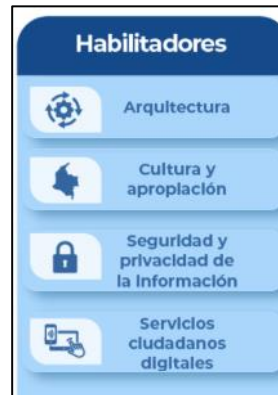 Habilitadores
Arquitectura
Cultura y
apropiación
Seguridad y
privacidad de
la información
Servicios
ciudadanos
digitales